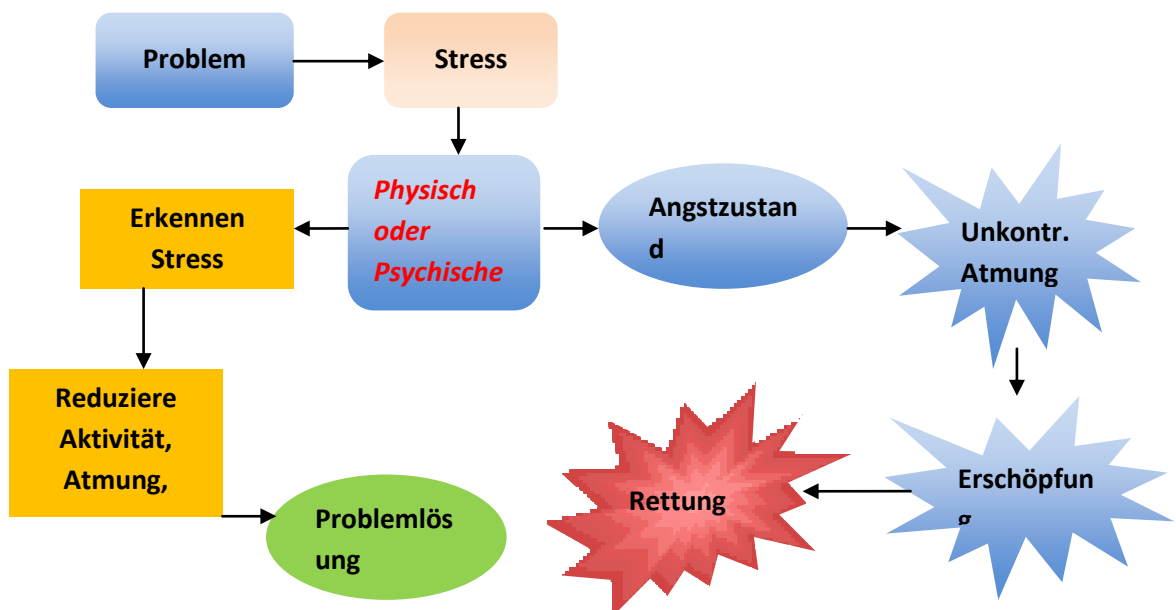 Problem
Stress
Physisch
oder
Psychische
Erkennen
Stress
Angstzustan
d
Unkontr.
Atmung
Reduziere
Aktivität,
Atmung,
Problemlös
ung
Rettung
Erschöpfun
g